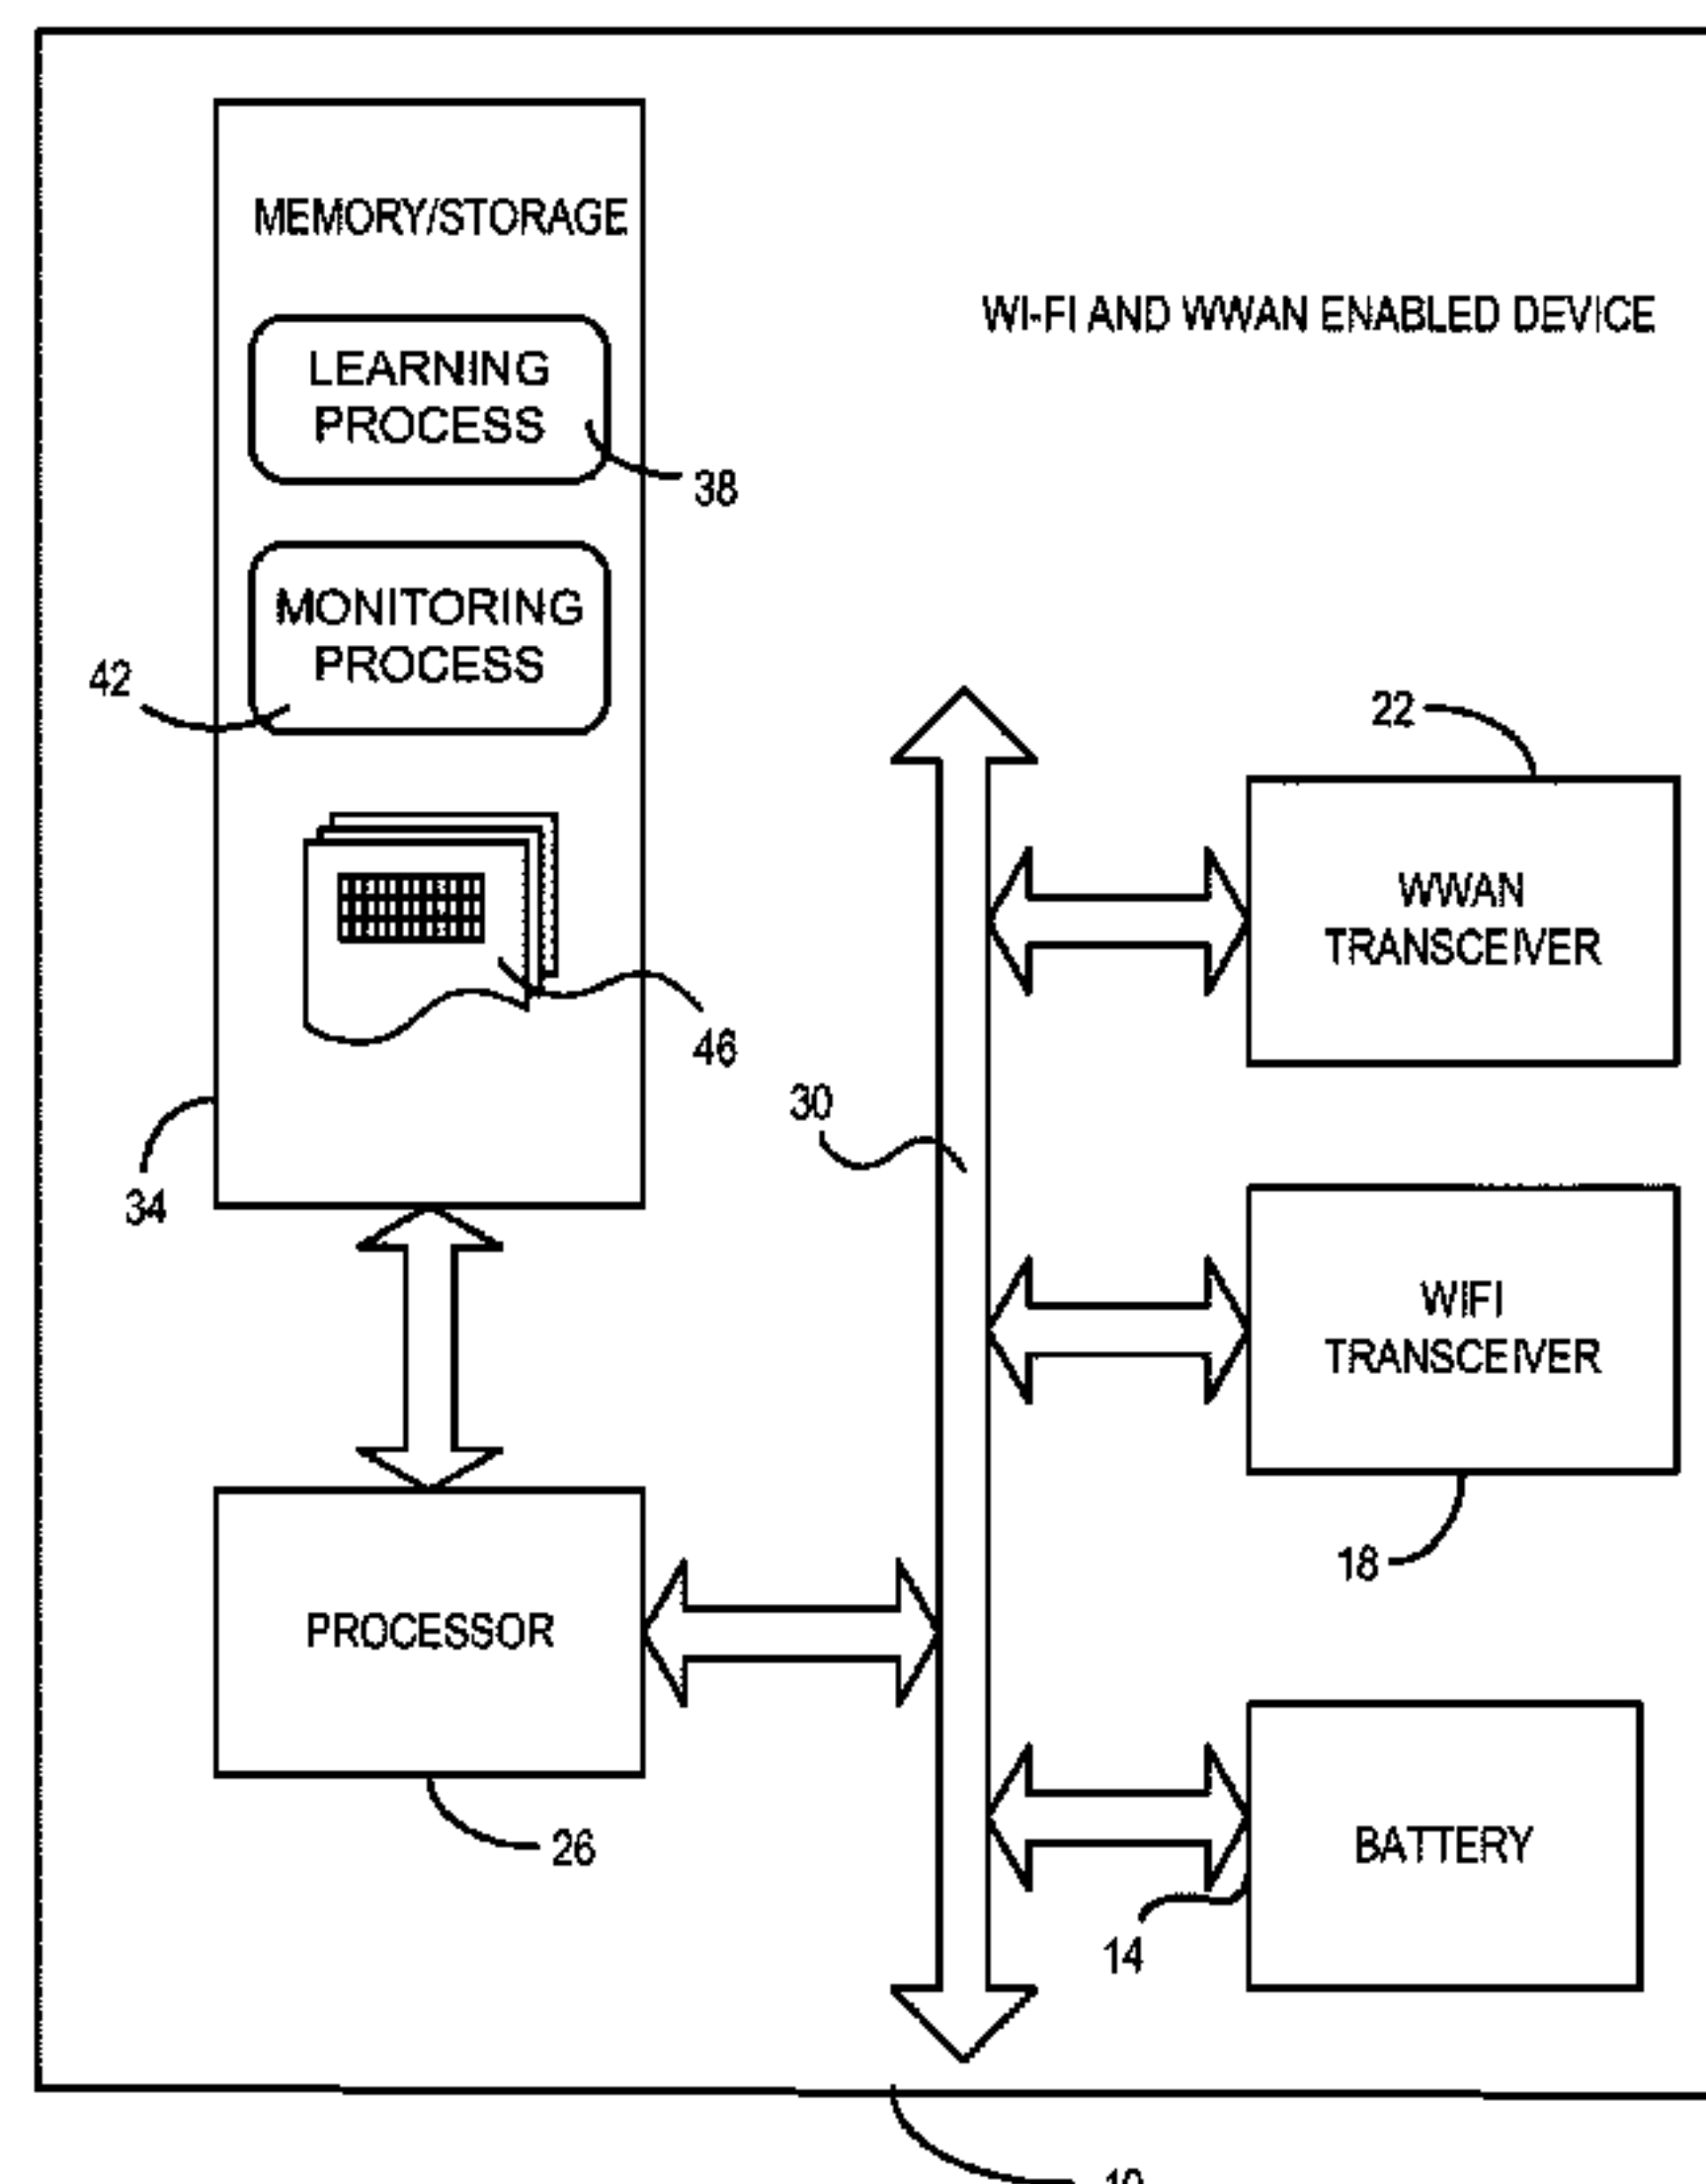 MEMORY/STORAGE
WI-FI AND WWAN ENABLED DEVICE
LEARNING
PROCESS
38
MONITORING
PROCESS
42
22
WWAN
TRANSCEIVER
46
30
34
WIFI
TRANSCEIVER
18
PROCESSOR
26
BATTERY
14